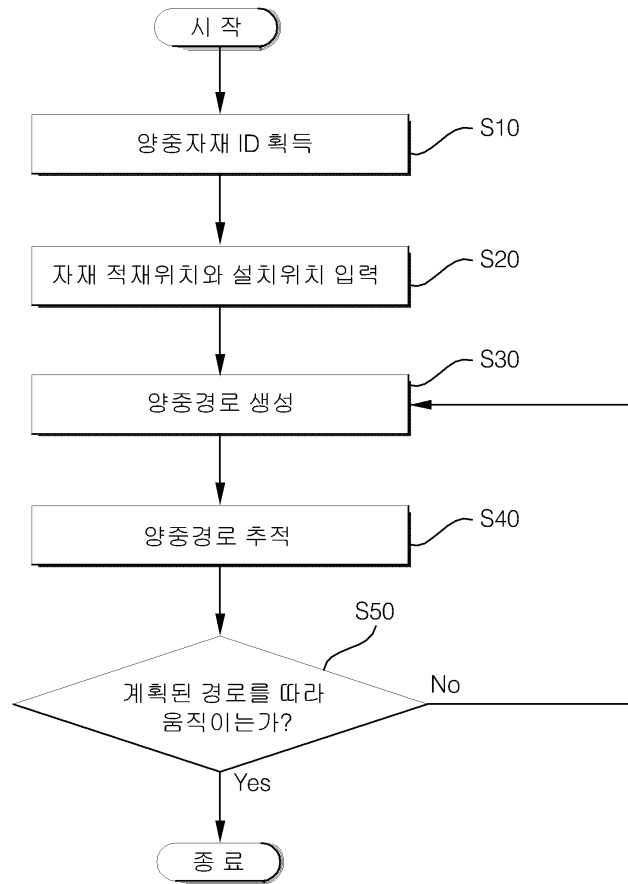 시 작
양중자재 ID 획득
S10
자재 적재위치와 설치위치 입력
S20
양중경로 생성
S30
양중경로 추적
S40
S50
계획된 경로를 따라
움직이는가?
No
Yes
종 료